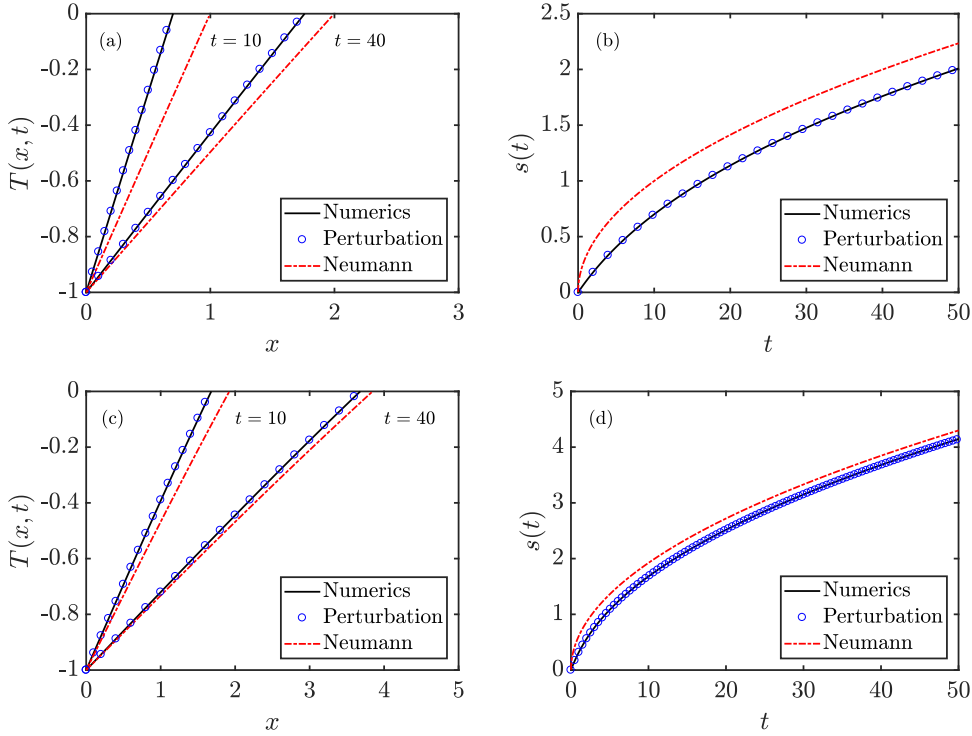 (a)
t = 10
t = 40
T(x, t)
0
-0.2
-0.4
-0.6
-0.8
-1
Numerics
Perturbation
Neumann
0 1 2 3
x
(b)
s(t)
2.5
2
1.5
1
0.5
0
Numerics
Perturbation
Neumann
0 10 20 30 40 50
t
(c)
t = 10
t = 40
T(x, t)
0
-0.2
-0.4
-0.6
-0.8
-1
Numerics
Perturbation
Neumann
0 1 2 3 4 5
x
(d)
s(t)
5
4
3
2
1
0
Numerics
Perturbation
Neumann
0 10 20 30 40 50
t